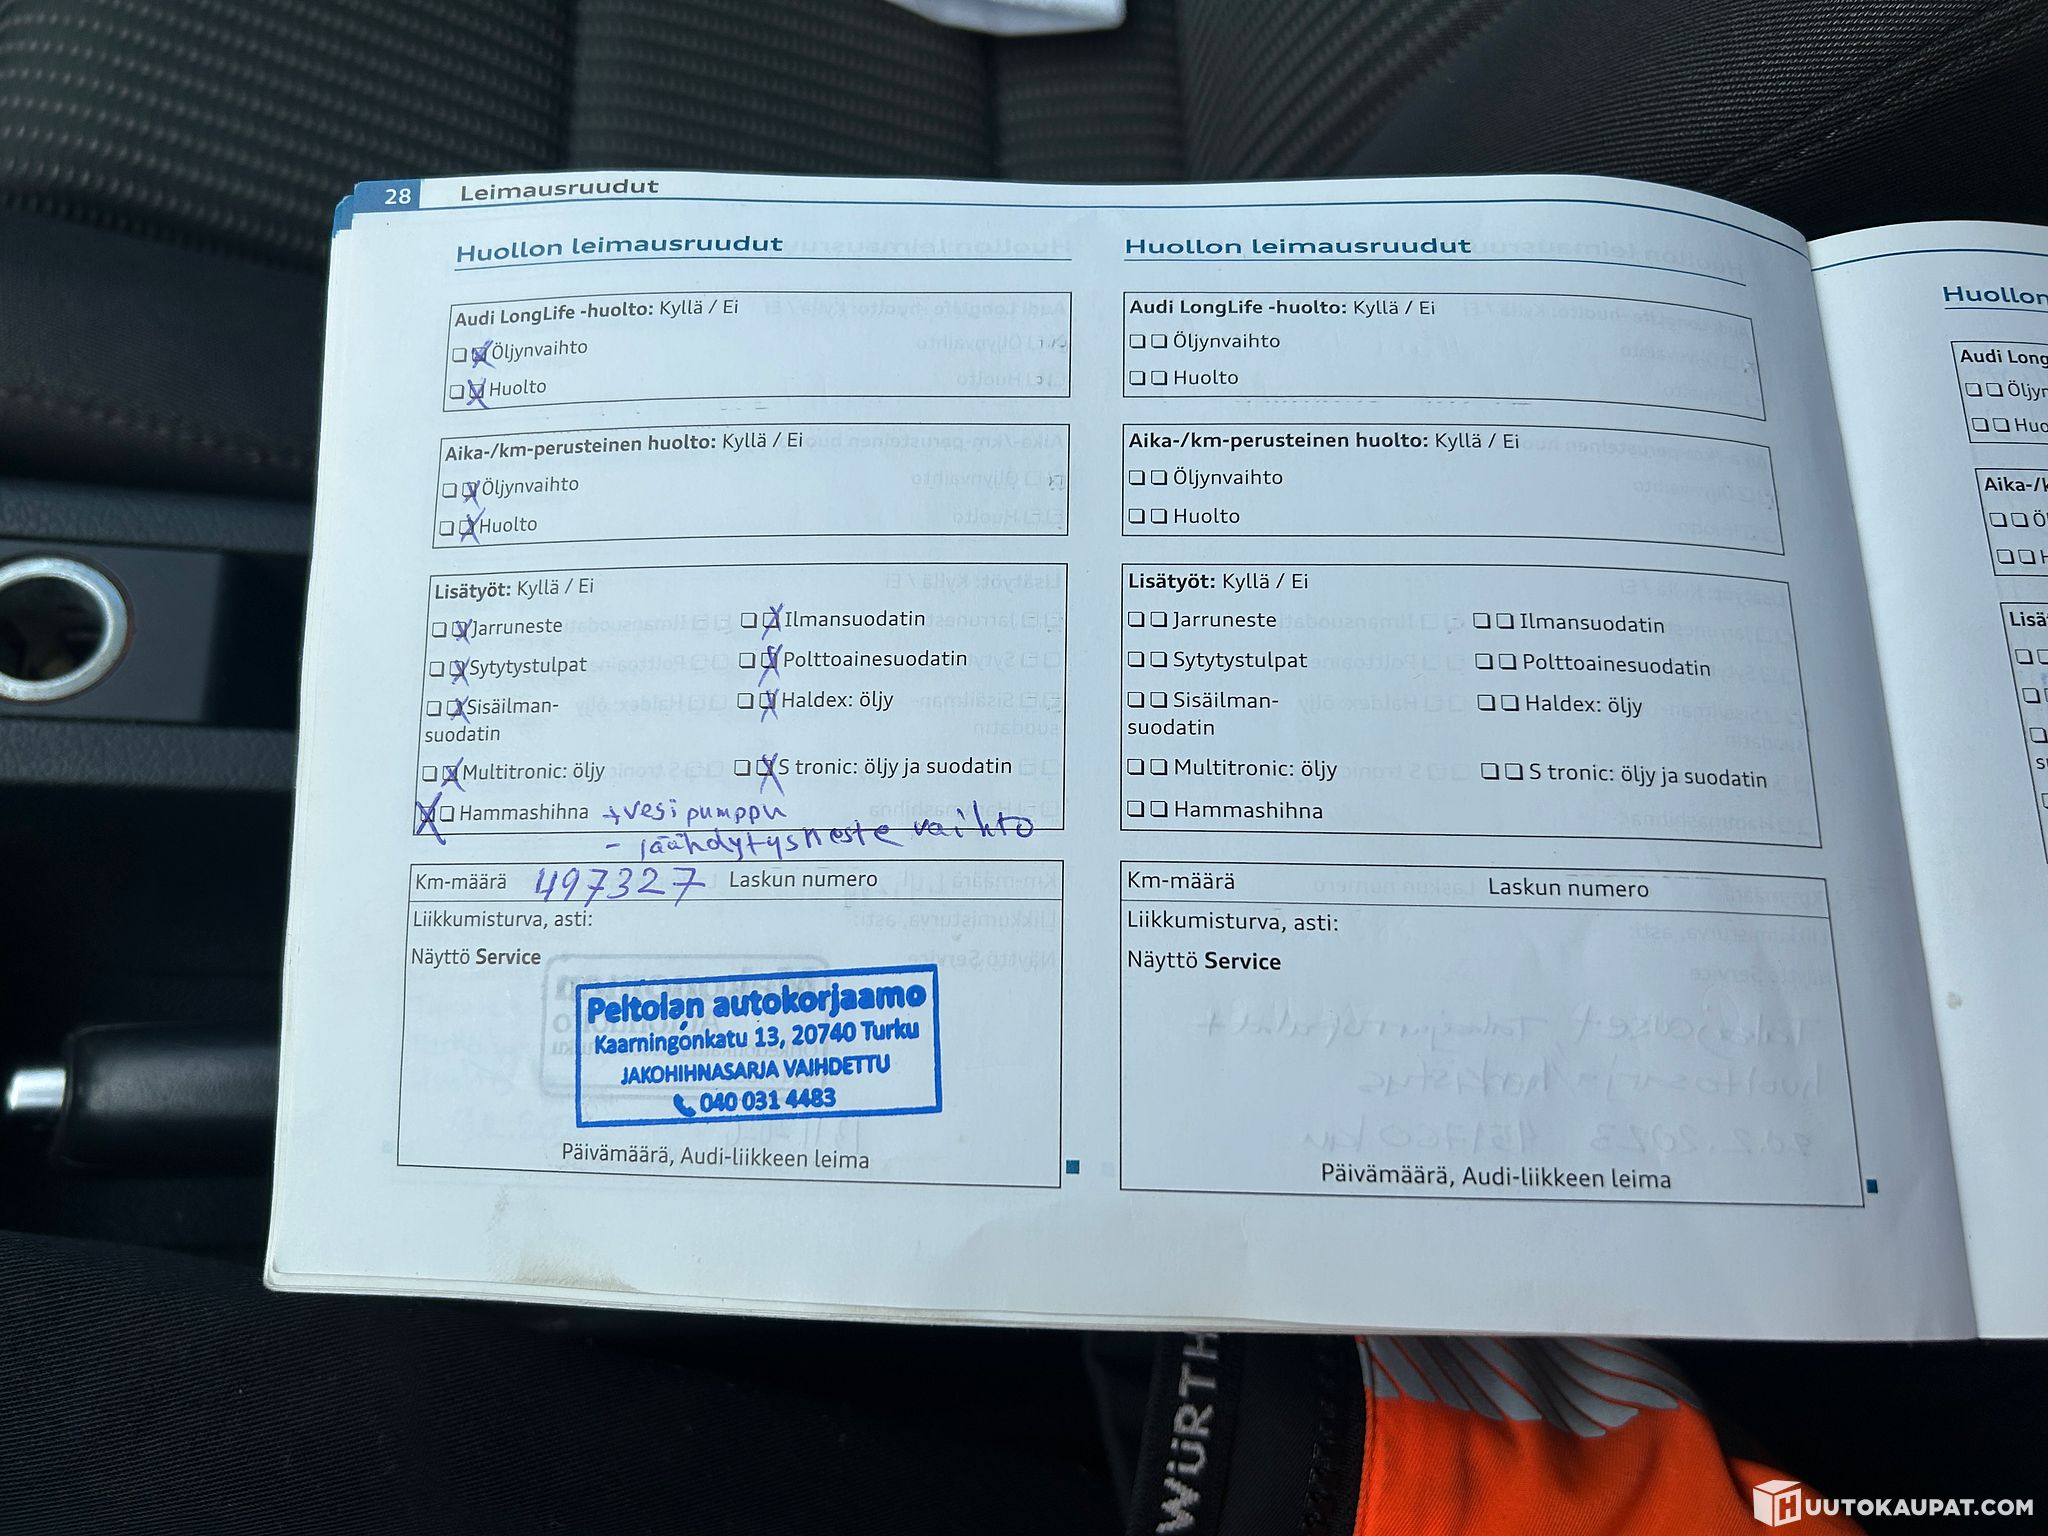 28 Leimausruudut
Huollon leimausruudut
Audi LongLife -huolto: Kyllä / Ei
Öljynvaihto
Huolto
Aika-/km-perusteinen huolto: Kyllä / Ei
Öljynvaihto
Huolto
Lisätyöt: Kyllä / Ei
Jarruneste
Ilmansuodatin
Sytytystulpat
Polttoainesuodatin
Sisäilman-
suodatin
Haldex: öljy
Multitronic: öljy
S tronic: öljy ja suodatin
Hammashihna + vesipumppu
- jäähdytysneste vaihto
Km-määrä 497327 Laskun numero
Liikkumisturva, asti:
Näyttö Service
Peltolan autokorjaamo
Kaarningonkatu 13, 20740 Turku
JAKOHIHNASARJA VAIHDETTU
040 031 4483
Päivämäärä, Audi-liikkeen leima
Huollon leimausruudut
Audi LongLife -huolto: Kyllä / Ei
Öljynvaihto
Huolto
Aika-/km-perusteinen huolto: Kyllä / Ei
Öljynvaihto
Huolto
Lisätyöt: Kyllä / Ei
Jarruneste
Ilmansuodatin
Sytytystulpat
Polttoainesuodatin
Sisäilman-
suodatin
Haldex: öljy
Multitronic: öljy
S tronic: öljy ja suodatin
Hammashihna
Km-määrä
Laskun numero
Liikkumisturva, asti:
Näyttö Service
Päivämäärä, Audi-liikkeen leima
Huollon
Audi Long
Aika-/k
WÜRTH
HUUTOKAUPAT.COM